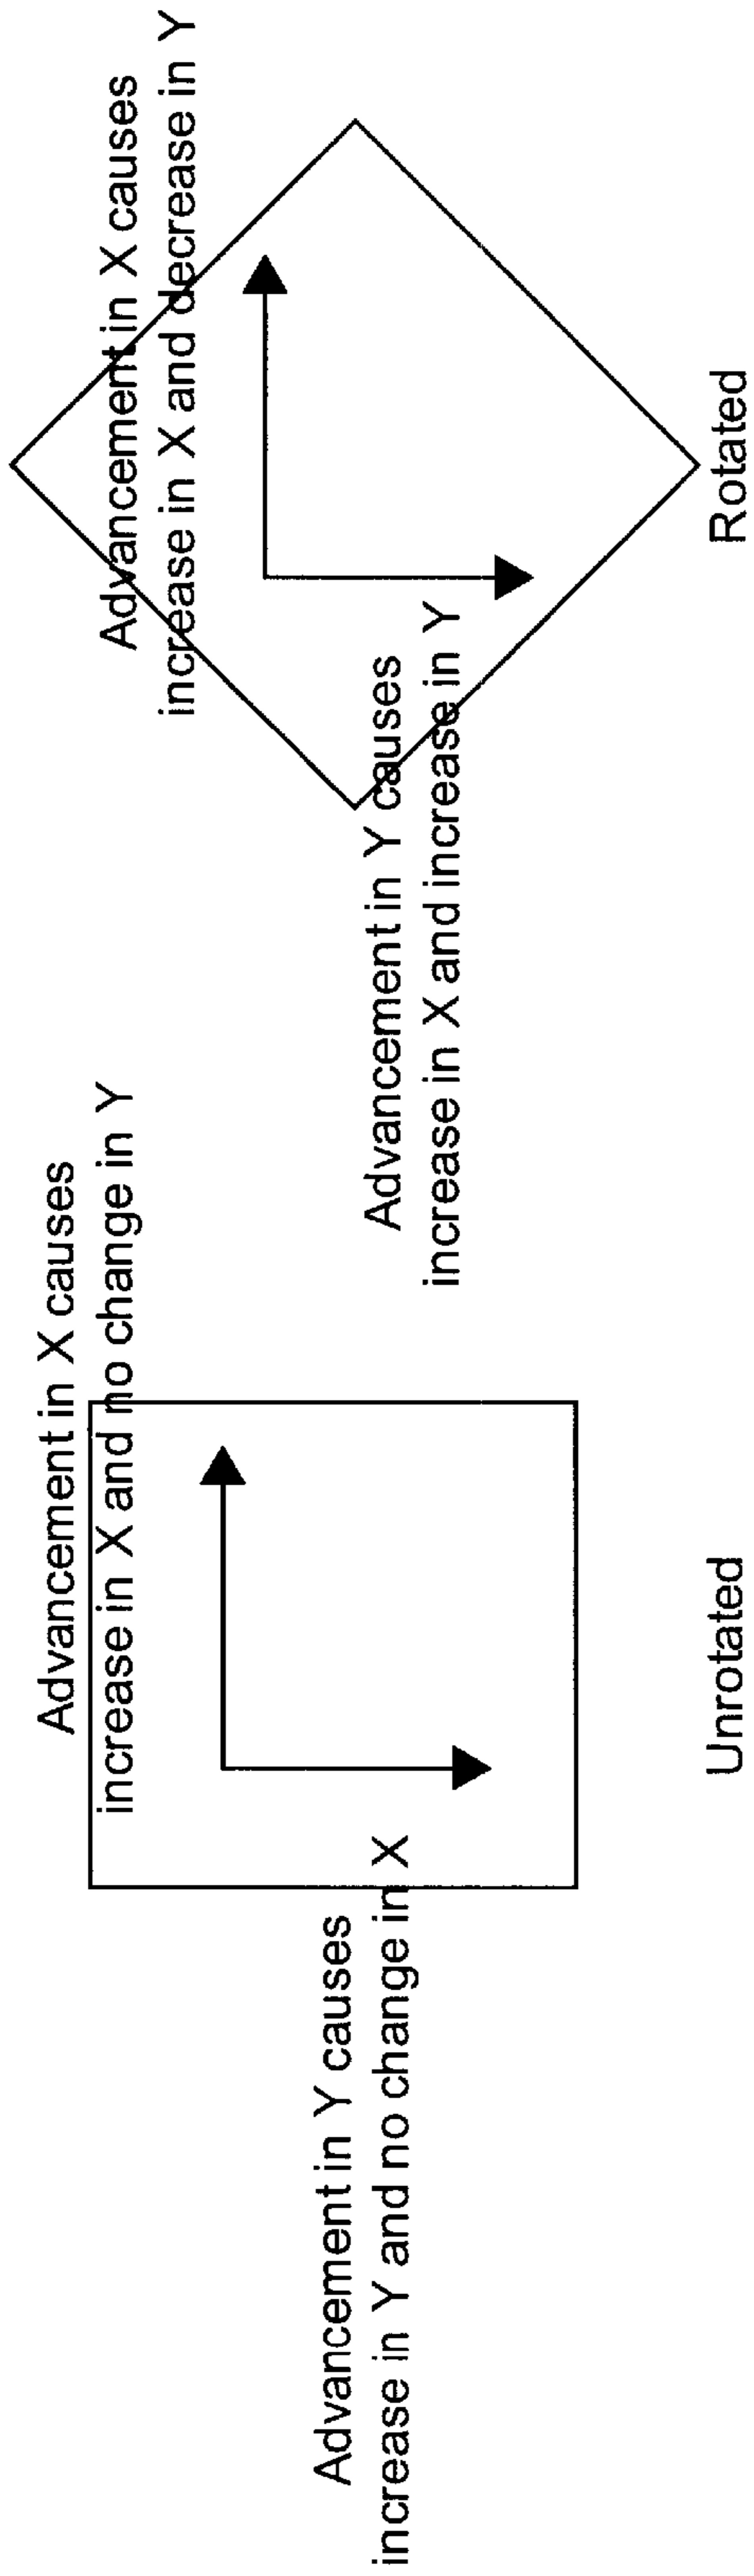 Advancement in X causes
increase in X and no change in Y
Advancement in Y causes
increase in Y and no change in X
Unrotated
Advancement in X causes
increase in X and decrease in Y
Advancement in Y causes
increase in X and increase in Y
Rotated